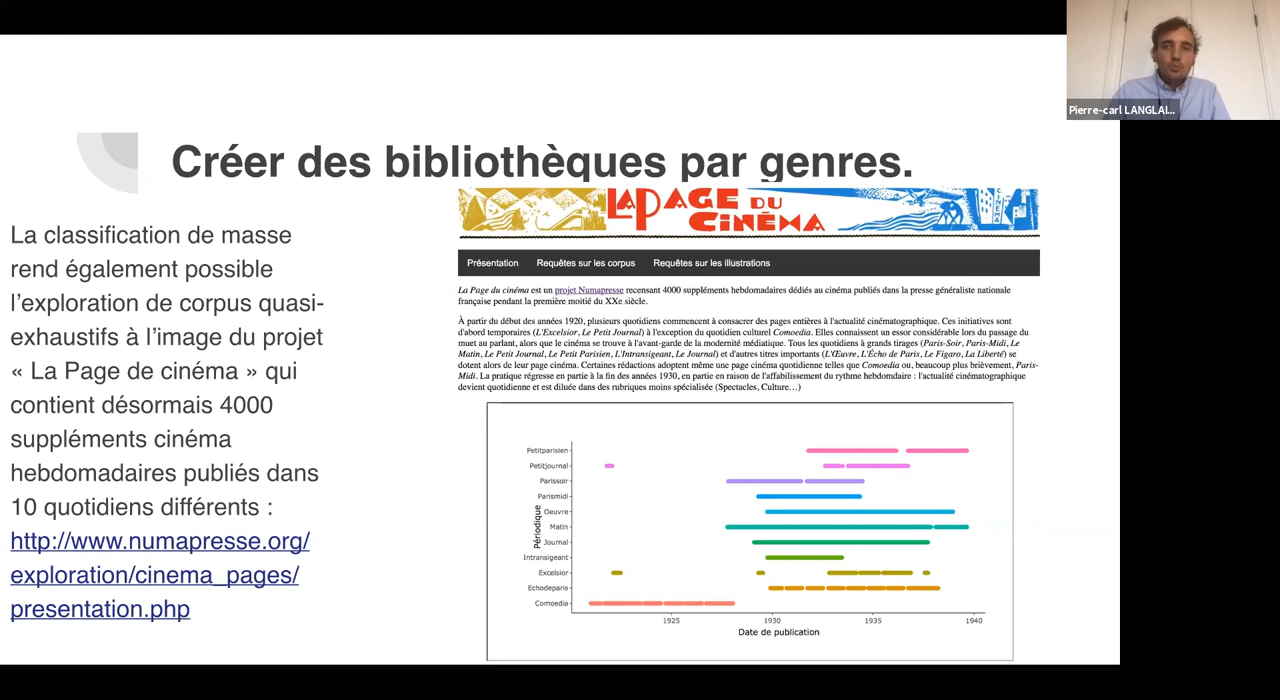 Pierre-carl LANGLAI...
Créer des bibliothèques par genres.
La classification de masse
rend également possible
l’exploration de corpus quasi-
exhaustifs à l’image du projet
« La Page de cinéma » qui
contient désormais 4000
suppléments cinéma
hebdomadaires publiés dans
10 quotidiens différents :
http://www.numapresse.org/
exploration/cinema_pages/
presentation.php
LA PAGE DU
CINÉMA
CINÉMA
Présentation Requêtes sur les corpus Requêtes sur les illustrations
La Page du cinéma est un projet Numapresse recensant 4000 suppléments hebdomadaires dédiés au cinéma publiés dans la presse généraliste nationale
française pendant la première moitié du XXe siècle.
À partir du début des années 1920, plusieurs quotidiens commencent à consacrer des pages entières à l'actualité cinématographique. Ces initiatives sont
d'abord temporaires (L'Excelsior, Le Petit Journal) à l'exception du quotidien culturel Comoedia. Elles connaissent un essor considérable lors du passage
du muet au parlant, alors que le cinéma se trouve à l'avant-garde de la modernité médiatique. Tous les quotidiens à grands tirages (Paris-Soir, Paris-Midi, Le
Matin, Le Petit Journal, Le Petit Parisien, L'Intransigeant, Le Journal) et d'autres titres importants (L'Œuvre, L'Écho de Paris, Le Figaro, La Liberté) se
dotent alors de leur page cinéma. Certaines rédactions adoptent même une page cinéma quotidienne telles que Comoedia ou, beaucoup plus brièvement, Paris-
Midi. La pratique régresse en partie à la fin des années 1930, en partie en raison de l'affabilissement du rythme hebdomdaire : l'actualité cinématographique
devient quotidienne et est diluée dans des rubriques moins spécialisée (Spectacles, Culture…)
Périodique
Petitparisien
Petitjournal
Parissoir
Parismidi
Oeuvre
Matin
Journal
Intransigeant
Excelsior
Echodeparis
Comoedia
1925 1930 1935 1940
Date de publication